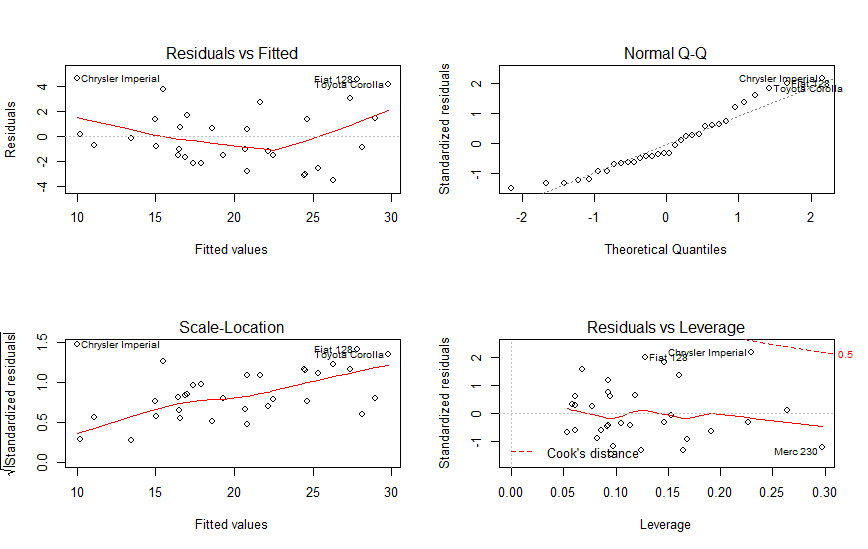 Residuals vs Fitted
Residuals
4
2
0
-2
-4
Chrysler Imperial
Fiat 128
Toyota Corolla
10 15 20 25 30
Fitted values
Normal Q-Q
Standardized residuals
2
1
0
-1
Chrysler Imperial
Fiat 128
Toyota Corolla
-2 -1 0 1 2
Theoretical Quantiles
Scale-Location
√|Standardized residuals|
1.5
1.0
0.5
0.0
Chrysler Imperial
Fiat 128
Toyota Corolla
10 15 20 25 30
Fitted values
Residuals vs Leverage
Standardized residuals
2
1
0
-1
Chrysler Imperial
Fiat 128
0.5
Merc 230
Cook's distance
0.00 0.05 0.10 0.15 0.20 0.25 0.30
Leverage